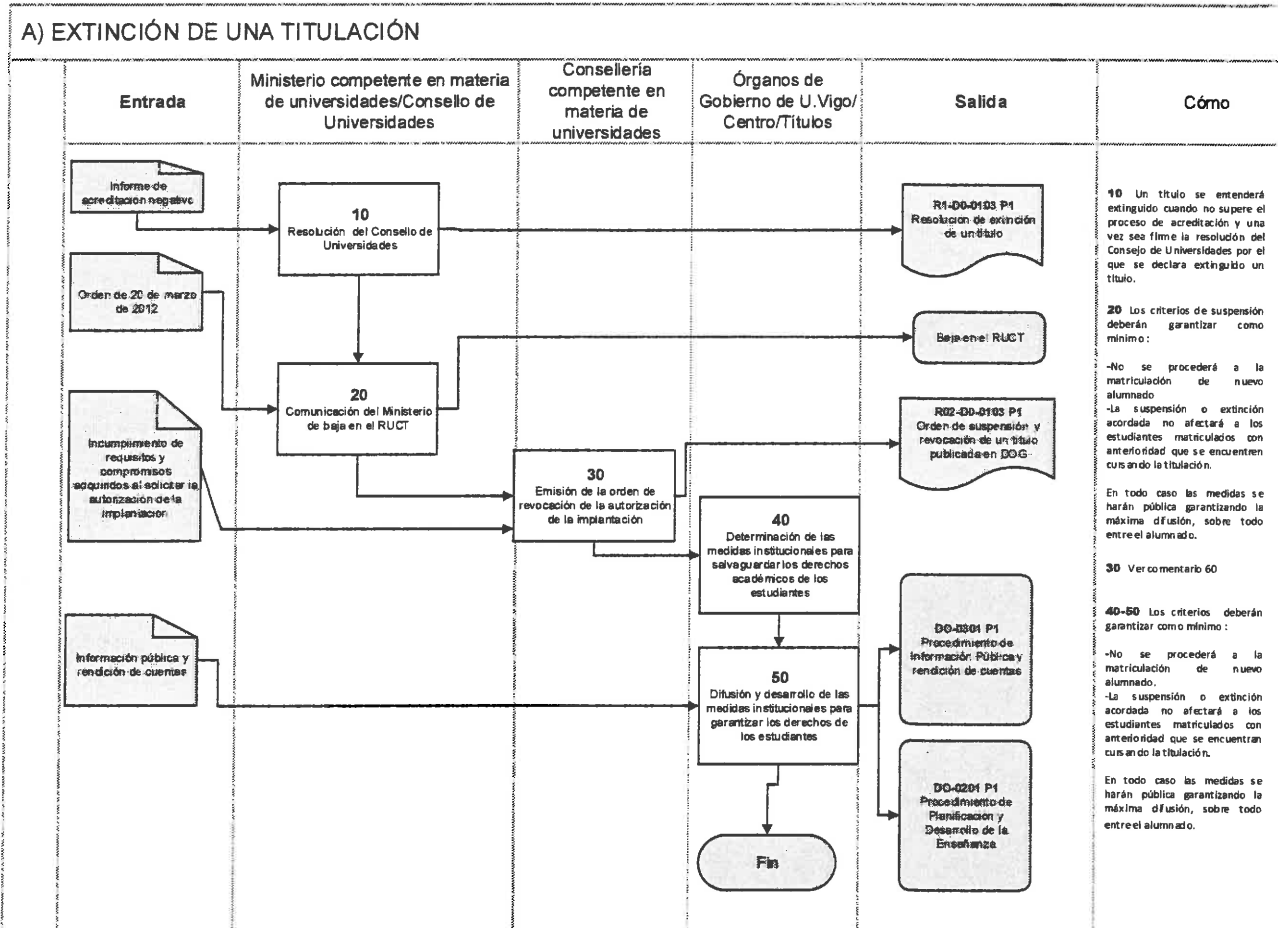 A) EXTINCIÓN DE UNA TITULACIÓN
Entrada
Ministerio competente en materia
de universidades/Consello de
Universidades
Consellería
competente en
materia de
universidades
Órganos de
Gobierno de U.Vigo/
Centro/Títulos
Salida
Cómo
Informe de
acreditación negativo
10
Resolución del Consello de
Universidades
R1-DO-0103 P1
Resolución de extinción
de un título
Orden de 20 de marzo
de 2012
20
Comunicación del Ministerio
de baja en el RUCT
Baja en el RUCT
Incumplimiento de
requisitos y
compromisos
adquiridos al solicitar la
autorización de la
implantación
30
Emisión de la orden de
revocación de la autorización
de la implantación
R02-DO-0103 P1
Orden de suspensión y
revocación de un título
publicada en DOG
40
Determinación de las
medidas institucionales para
salvaguardar los derechos
académicos de los
estudiantes
Información pública y
rendición de cuentas
50
Difusión y desarrollo de las
medidas institucionales para
garantizar los derechos de
los estudiantes
DO-0301 P1
Procedimiento de
Información Pública y
rendición de cuentas
DO-0201 P1
Procedimiento de
Planificación y
Desarrollo de la
Enseñanza
Fin
10 Un título se entenderá
extinguido cuando no supere el
proceso de acreditación y una
vez sea firme la resolución del
Consejo de Universidades por el
que se declara extinguido un
título.
20 Los criterios de suspensión
deberán garantizar como
mínimo :
-No se procederá a la
matriculación de nuevo
alumnado
-La suspensión o extinción
acordada no afectará a los
estudiantes matriculados con
anterioridad que se encuentren
cursando la titulación.
En todo caso las medidas se
harán pública garantizando la
máxima difusión, sobre todo
entre el alumnado.
30 Ver comentario 60
40-50 Los criterios deberán
garantizar como mínimo :
-No se procederá a la
matriculación de nuevo
alumnado.
-La suspensión o extinción
acordada no afectará a los
estudiantes matriculados con
anterioridad que se encuentran
cursando la titulación.
En todo caso las medidas se
harán pública garantizando la
máxima difusión, sobre todo
entre el alumnado.